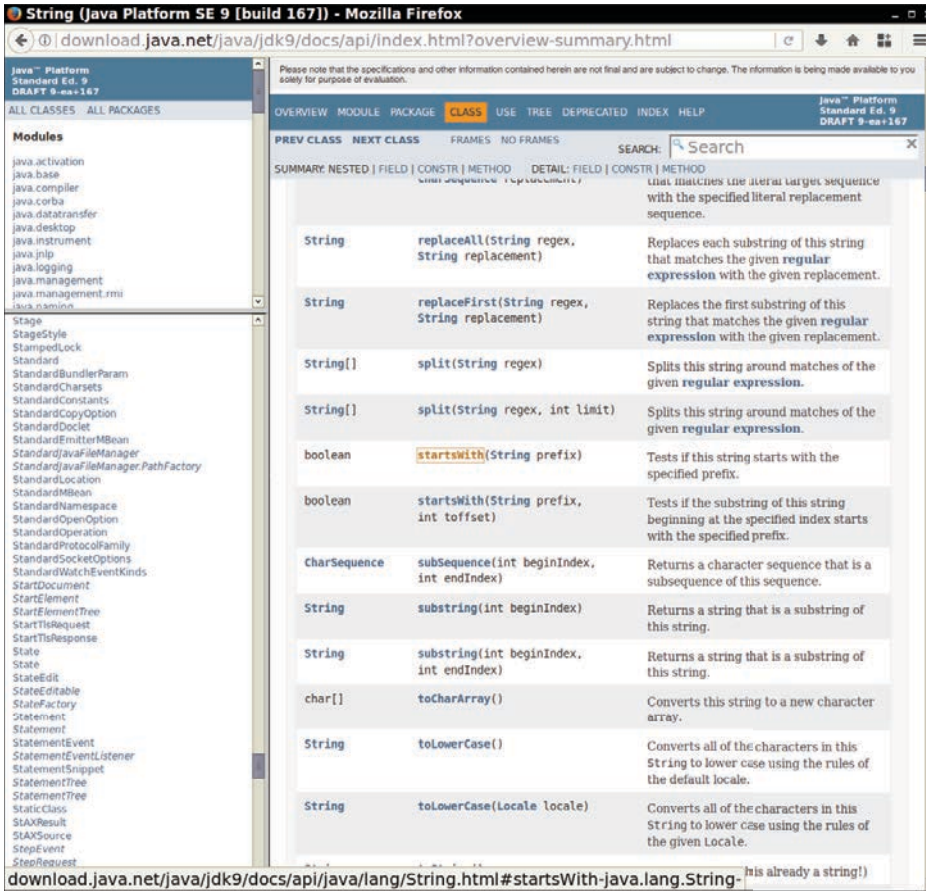 String (Java Platform SE 9 [build 167]) - Mozilla Firefox
download.java.net/java/jdk9/docs/api/index.html?overview-summary.html
Java™ Platform
Standard Ed. 9
DRAFT 9-ea+167
ALL CLASSES ALL PACKAGES
Modules
java.activation
java.base
java.compiler
java.corba
java.datatransfer
java.desktop
java.instrument
java.jnlp
java.logging
java.management
java.management.rmi
java.naming
Stage
StageStyle
StampedLock
Standard
StandardBundlerParam
StandardCharsets
StandardConstants
StandardCopyOption
StandardDoclet
StandardEmitterMBean
StandardJavaFileManager
StandardJavaFileManager.PathFactory
StandardLocation
StandardMBean
StandardNamespace
StandardOpenOption
StandardOperation
StandardProtocolFamily
StandardSocketOptions
StandardWatchEventKinds
StartDocument
StartElement
StartElementTree
StartTlsRequest
StartTlsResponse
State
State
StateEdit
StateEditable
StateFactory
Statement
Statement
StatementEvent
StatementEventListener
StatementSnippet
StatementTree
StatementTree
StaticClass
StAXResult
StAXSource
StepEvent
StepRequest
Please note that the specifications and other information contained herein are not final and are subject to change. The nformation is being made available to you
solely for purpose of evaluation.
OVERVIEW MODULE PACKAGE CLASS USE TREE DEPRECATED INDEX HELP
Java™ Platform
Standard Ed. 9
DRAFT 9-ea+167
PREV CLASS NEXT CLASS FRAMES NO FRAMES
SEARCH: Search
SUMMARY: NESTED | FIELD | CONSTR | METHOD DETAIL: FIELD | CONSTR | METHOD
CharSequence replacement) that matches the literal target sequence
with the specified literal replacement
sequence.
String replaceAll(String regex, Replaces each substring of this string
String replacement) that matches the given regular
expression with the given replacement.
String replaceFirst(String regex, Replaces the first substring of this
String replacement) string that matches the given regular
expression with the given replacement.
String[] split(String regex) Splits this string around matches of the
given regular expression.
String[] split(String regex, int limit) Splits this string around matches of the
given regular expression.
boolean startsWith(String prefix) Tests if this string starts with the
specified prefix.
boolean startsWith(String prefix, Tests if the substring of this string
int toffset) beginning at the specified index starts
with the specified prefix.
CharSequence subSequence(int beginIndex, Returns a character sequence that is a
int endIndex) subsequence of this sequence.
String substring(int beginIndex) Returns a string that is a substring of
this string.
String substring(int beginIndex, Returns a string that is a substring of
int endIndex) this string.
char[] toCharArray() Converts this string to a new character
array.
String toLowerCase() Converts all of the characters in this
String to lower case using the rules of
the default locale.
String toLowerCase(Locale locale) Converts all of the characters in this
String to lower case using the rules of
the given Locale.
his already a string!)
download.java.net/java/jdk9/docs/api/java/lang/String.html#startsWith-java.lang.String-